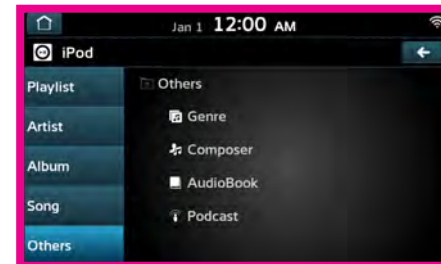 Jan 1 12:00 AM
iPod
Playlist
Artist
Album
Song
Others
Others
Genre
Composer
AudioBook
Podcast